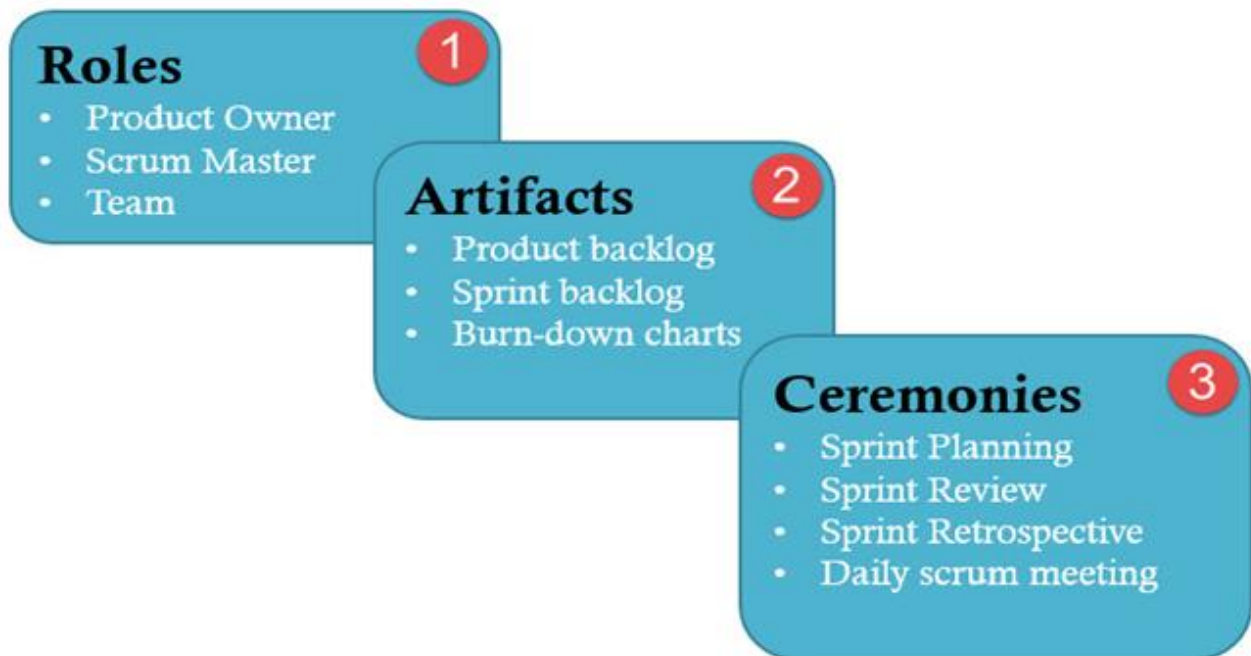 Roles
1
• Product Owner
• Scrum Master
• Team
Artifacts
2
• Product backlog
• Sprint backlog
• Burn-down charts
Ceremonies
3
• Sprint Planning
• Sprint Review
• Sprint Retrospective
• Daily scrum meeting